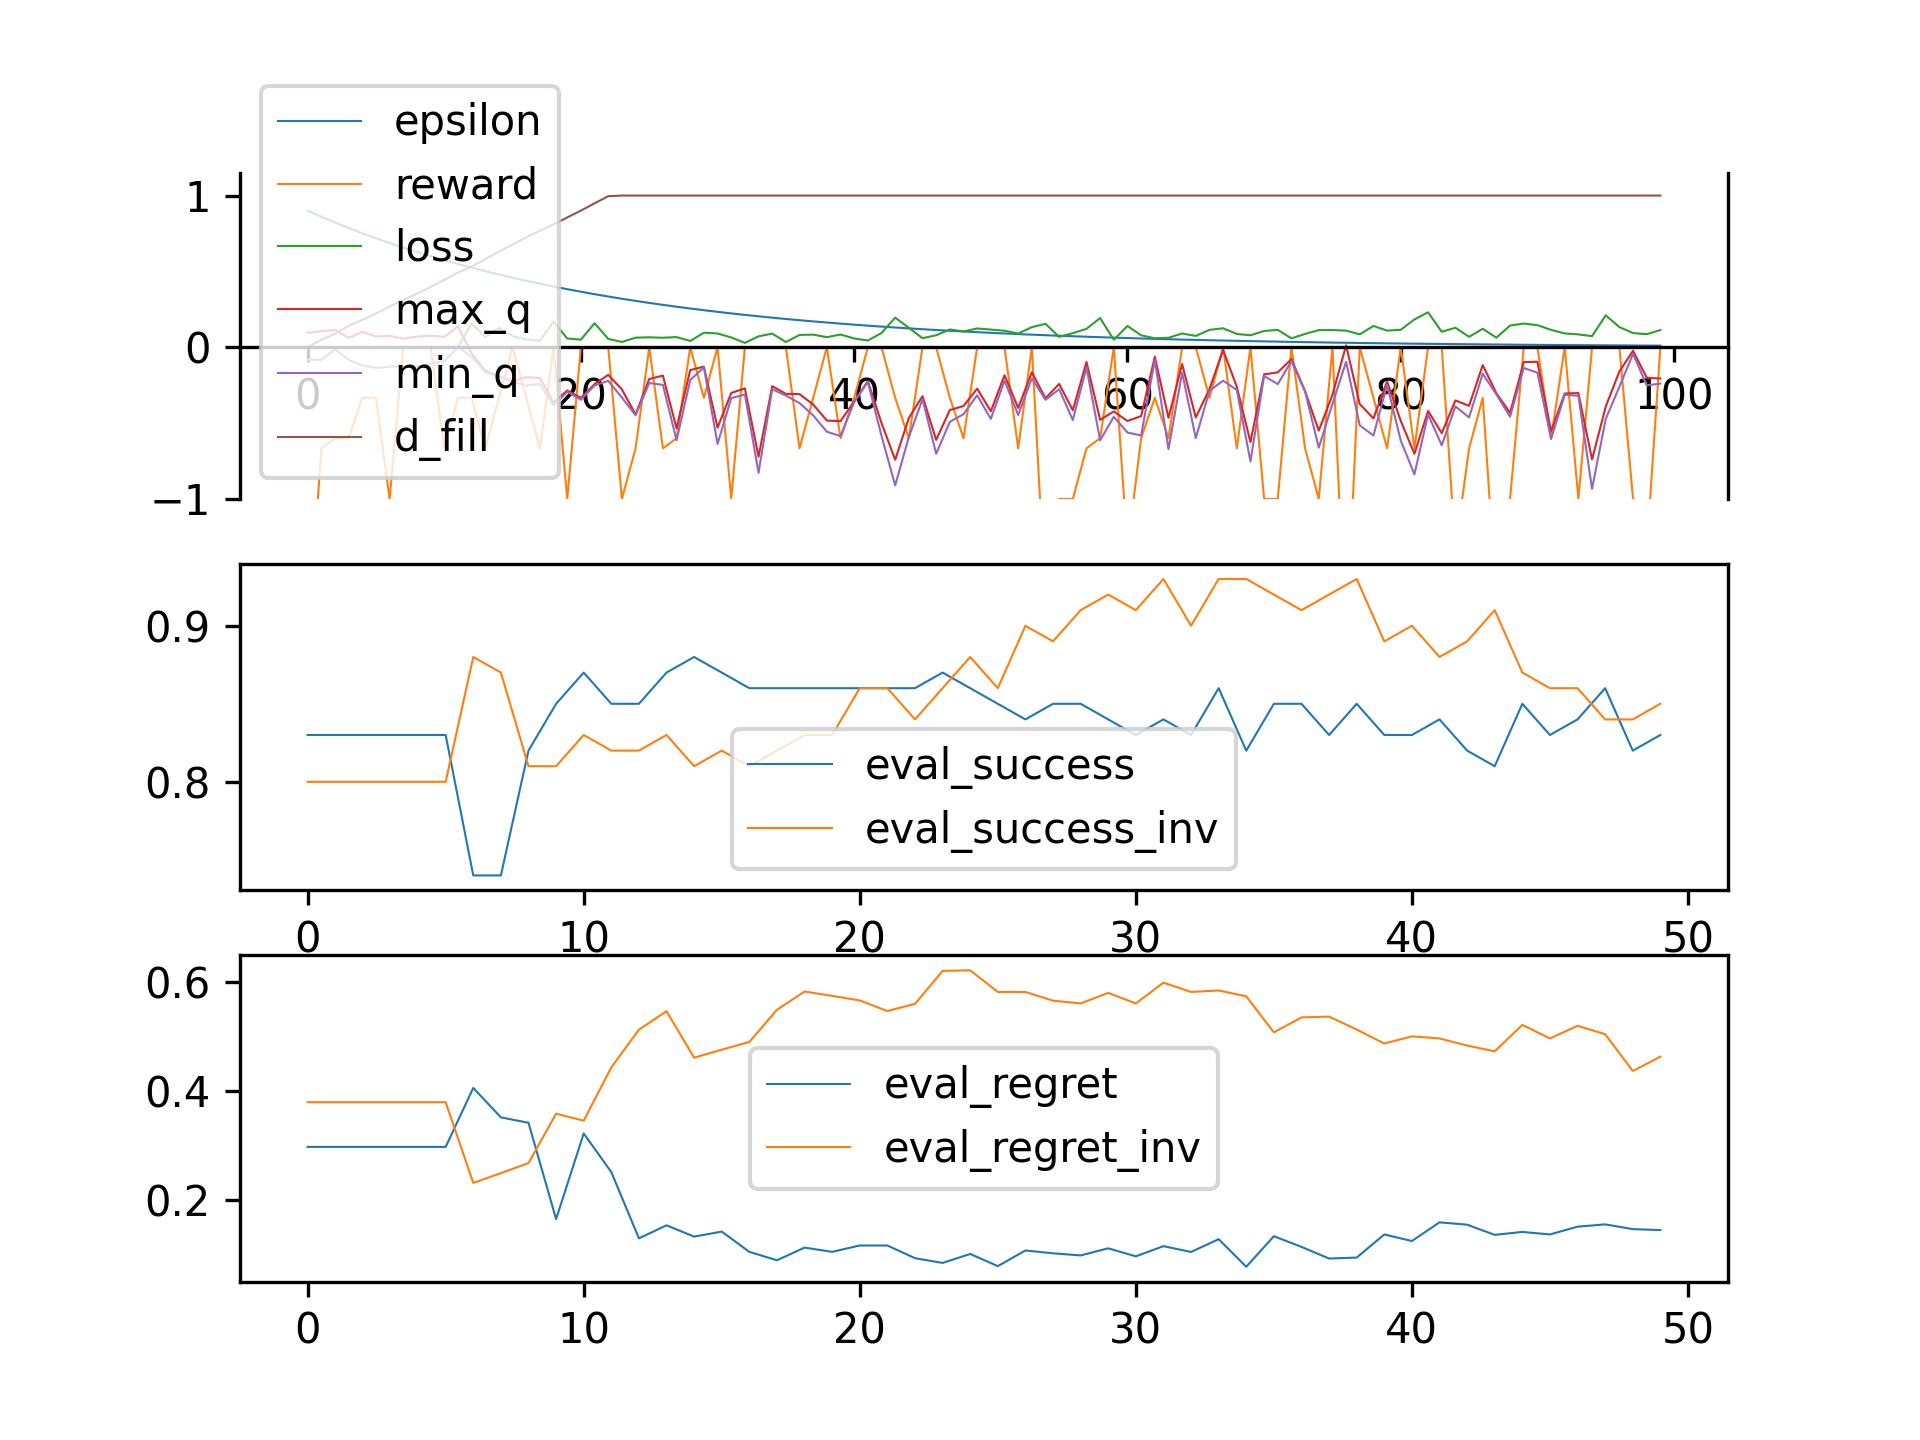 epsilon
reward
loss
max_q
min_q
d_fill
1
0
−1
0 20 40 60 80 100
0.9
0.8
eval_success
eval_success_inv
0 10 20 30 40 50
0.6
0.4
0.2
eval_regret
eval_regret_inv
0 10 20 30 40 50